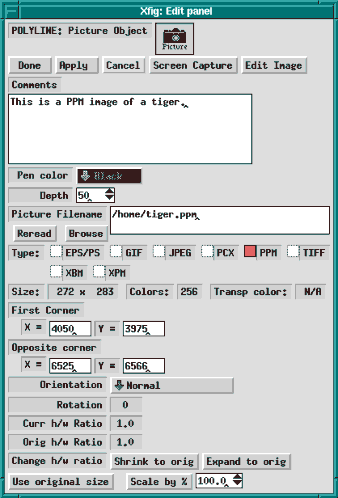 Xfig: Edit panel
POLYLINE: Picture Object
Picture
Done Apply Cancel Screen Capture Edit Image
Comments
This is a PPM image of a tiger.
Pen color Black
Depth 50
Picture Filename /home/tiger.ppm
Reread Browse
Type: EPS/PS GIF JPEG PCX PPM TIFF
XBM XPM
Size: 272 x 283 Colors: 256 Transp color: N/A
First Corner
X = 4050 Y = 3975
Opposite corner
X = 6525 Y = 6566
Orientation Normal
Rotation 0
Curr h/w Ratio 1.0
Orig h/w Ratio 1.0
Change h/w ratio Shrink to orig Expand to orig
Use original size Scale by % 100.0